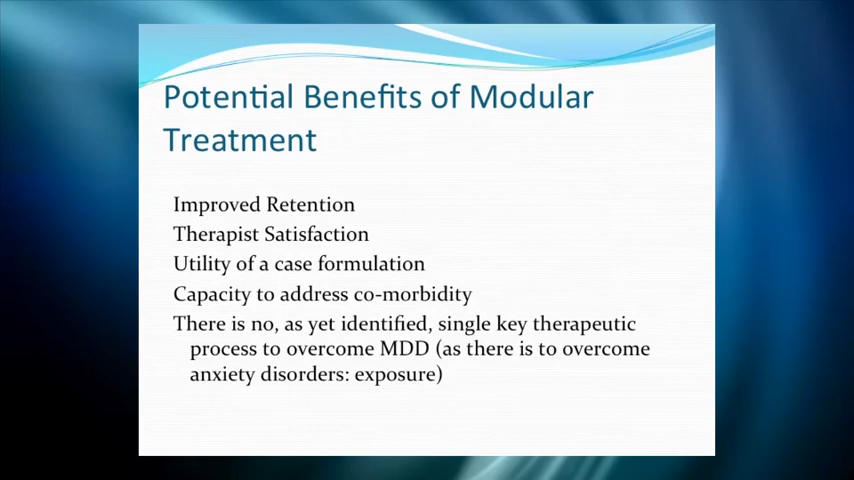 Potential Benefits of Modular
Treatment
Improved Retention
Therapist Satisfaction
Utility of a case formulation
Capacity to address co-morbidity
There is no, as yet identified, single key therapeutic
process to overcome MDD (as there is to overcome
anxiety disorders: exposure)